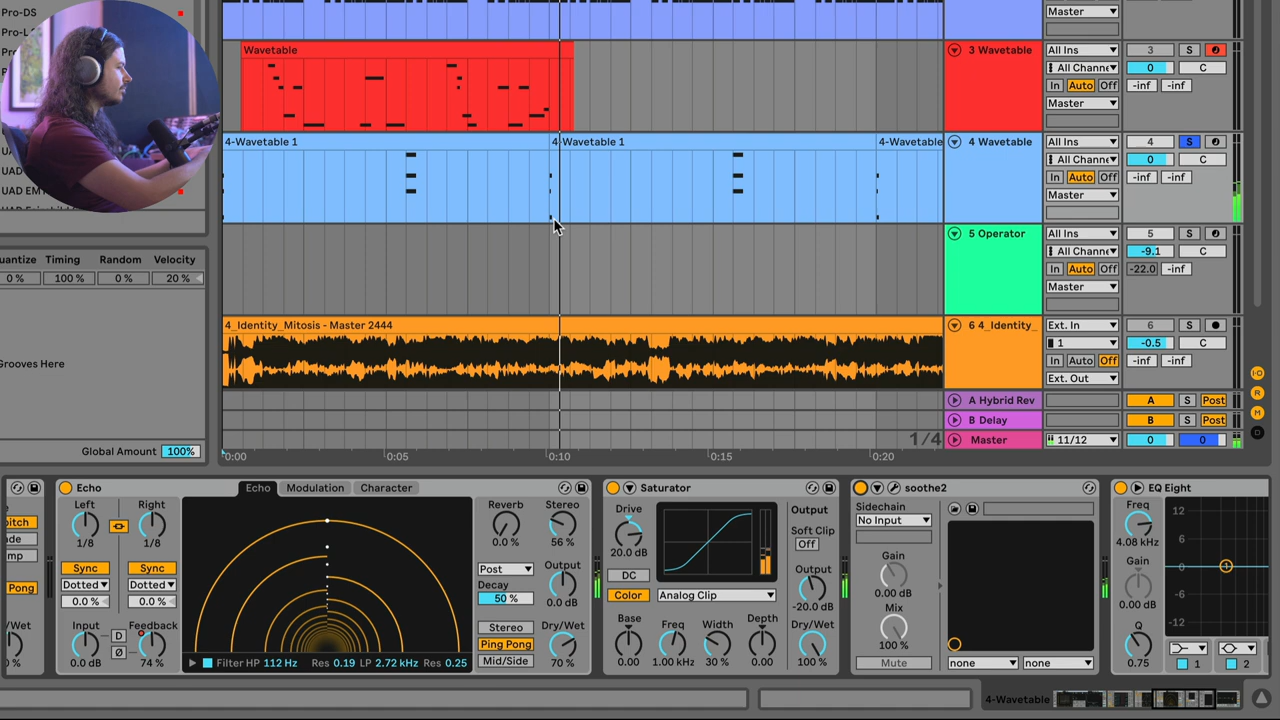 Pro-DS
Pro-L
Master
Wavetable
3 Wavetable
All Ins
3
S
All Channe
0
C
In
Auto
Off
-inf
-inf
Master
4-Wavetable 1
4-Wavetable 1
4-Wavetable
4 Wavetable
All Ins
4
S
All Channe
0
C
In
Auto
Off
-inf
-inf
Master
UAD EM
5 Operator
All Ins
5
S
All Channe
-9.1
C
In
Auto
Off
-22.0
-inf
Master
uantize
Timing
Random
Velocity
0 %
100 %
0 %
20 %
Grooves Here
Global Amount
100%
4_Identity_Mitosis - Master 2444
6 4_Identity_
Ext. In
6
S
1
-0.5
C
In
Auto
Off
-inf
-inf
Ext. Out
A Hybrid Rev
A
S
Post
B Delay
B
S
Post
1/4
Master
11/12
0
0
0:00
0:05
0:10
0:15
0:20
Echo
Echo
Modulation
Character
Left
Right
1/8
1/8
Sync
Sync
Dotted
Dotted
0.0 %
0.0 %
Input
D
Feedback
Ø
0.0 dB
74 %
Filter HP 112 Hz Res 0.19 LP 2.72 kHz Res 0.25
Reverb
Stereo
0.0 %
56 %
Post
Output
Decay
50 %
0.0 dB
Stereo
Dry/Wet
Ping Pong
Mid/Side
70 %
Saturator
Drive
20.0 dB
DC
Color
Analog Clip
Base
Freq
Width
Depth
0.00
1.00 kHz
30 %
0.00
Output
Soft Clip
Off
Output
-20.0 dB
Dry/Wet
100 %
soothe2
Sidechain
No Input
Gain
0.00 dB
Mix
100 %
Mute
none
none
EQ Eight
Freq
4.08 kHz
Gain
0.00 dB
Q
0.75
12
6
0
-6
-12
1
1
2
itch
ade
mp
Pong
/Wet
0 %
4-Wavetable